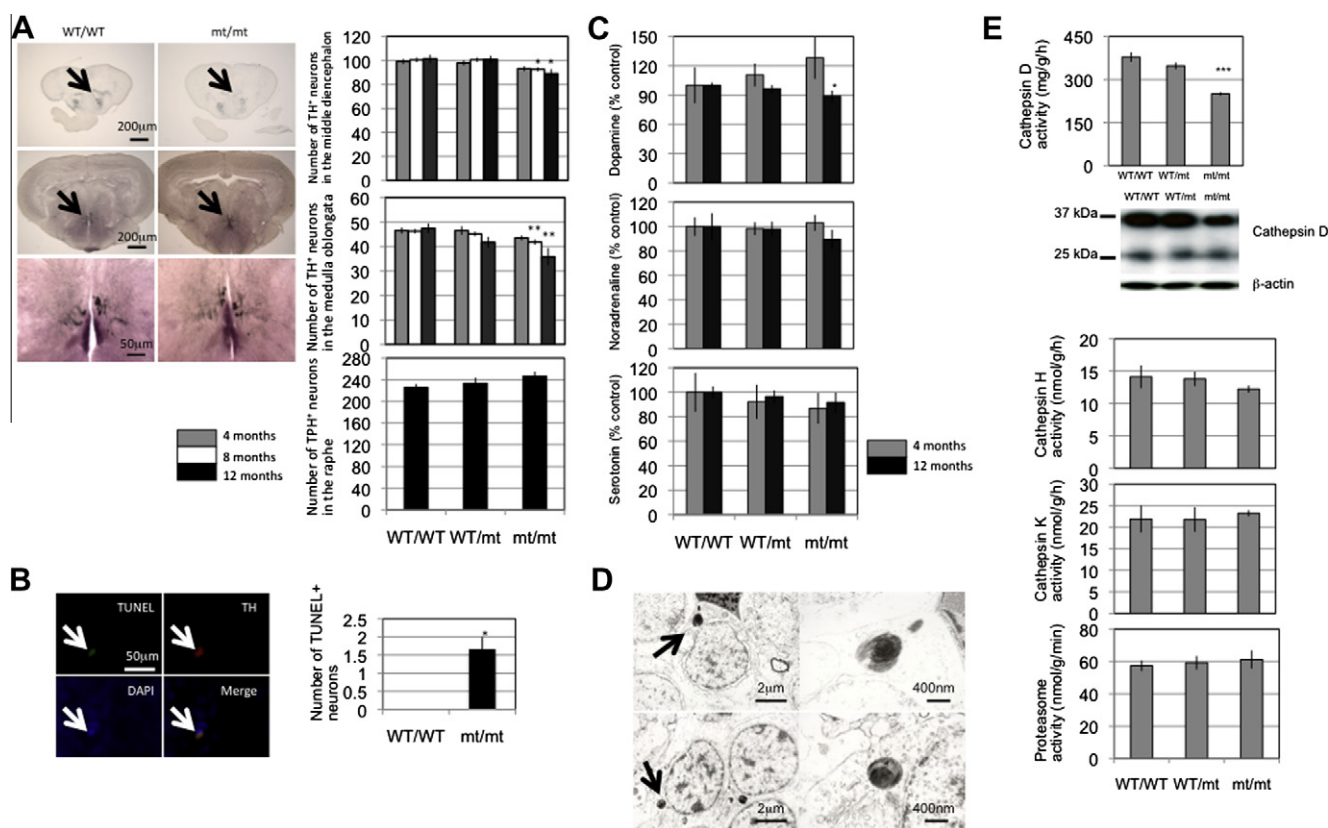 A
WT/WT
mt/mt
200μm
200μm
200μm
200μm
50μm
50μm
Number of TH⁺ neurons
in the middle diencephalon
120
100
80
60
40
20
0
* *
Number of TH⁺ neurons
in the medulla oblongata
60
50
40
30
20
10
0
** **
Number of TPH⁺ neurons
in the raphe
280
240
200
160
120
80
40
0
WT/WT WT/mt mt/mt
4 months
8 months
12 months
B
TUNEL
TH
50μm
DAPI
Merge
Number of TUNEL+
neurons
2.5
2
1.5
1
0.5
0
*
WT/WT mt/mt
C
Dopamine (% control)
150
120
90
60
30
0
*
Noradrenaline (% control)
120
100
80
60
40
20
0
Serotonin (% control)
120
100
80
60
40
20
0
WT/WT WT/mt mt/mt
4 months
12 months
D
2μm
400nm
2μm
400nm
E
Cathepsin D
activity (mg/g/h)
450
300
150
0
***
WT/WT WT/mt mt/mt
WT/WT WT/mt mt/mt
37 kDa
25 kDa
Cathepsin D
β-actin
Cathepsin H
activity (nmol/g/h)
20
15
10
5
0
Cathepsin K
activity (nmol/g/h)
30
25
20
15
10
5
0
Proteasome
activity (nmol/g/min)
80
60
40
20
0
WT/WT WT/mt mt/mt